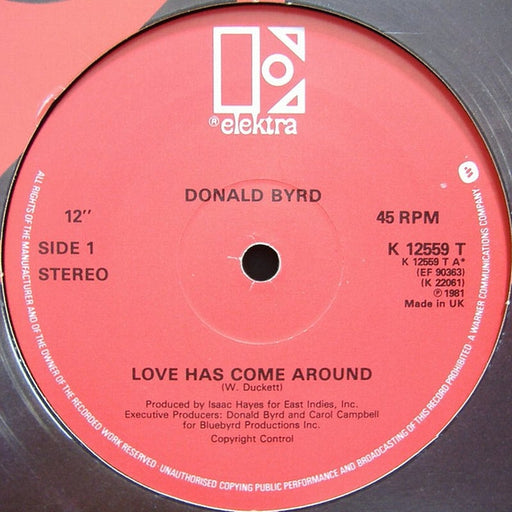 ® elektra
DONALD BYRD
12"
45 RPM
SIDE 1
STEREO
K 12559 T
K 12559 T A*
(EF 90363)
(K 22061)
℗ 1981
Made in UK
LOVE HAS COME AROUND
(W. Duckett)
Produced by Isaac Hayes for East Indies, Inc.
Executive Producers: Donald Byrd and Carol Campbell
for Bluebyrd Productions Inc.
Copyright Control
ALL RIGHTS OF THE MANUFACTURER AND OF THE OWNER OF THE RECORDED WORK RESERVED · UNAUTHORISED COPYING PUBLIC PERFORMANCE AND BROADCASTING OF THIS RECORD PROHIBITED · A WARNER COMMUNICATIONS COMPANY